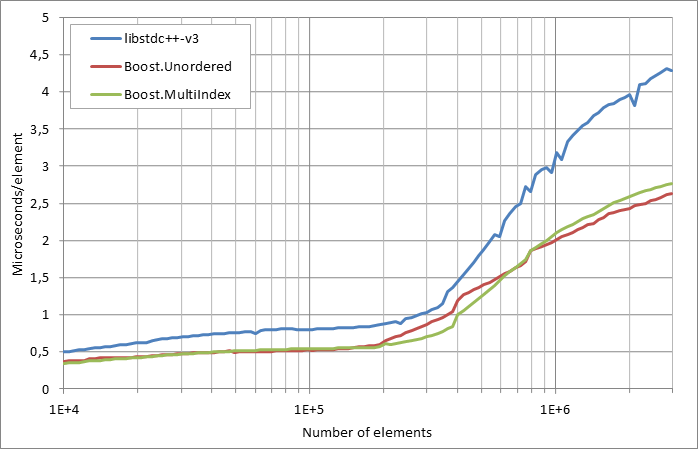 5
4,5
4
3,5
3
2,5
2
1,5
1
0,5
0
Microseconds/element
libstdc++-v3
Boost.Unordered
Boost.MultiIndex
1E+4
1E+5
1E+6
Number of elements